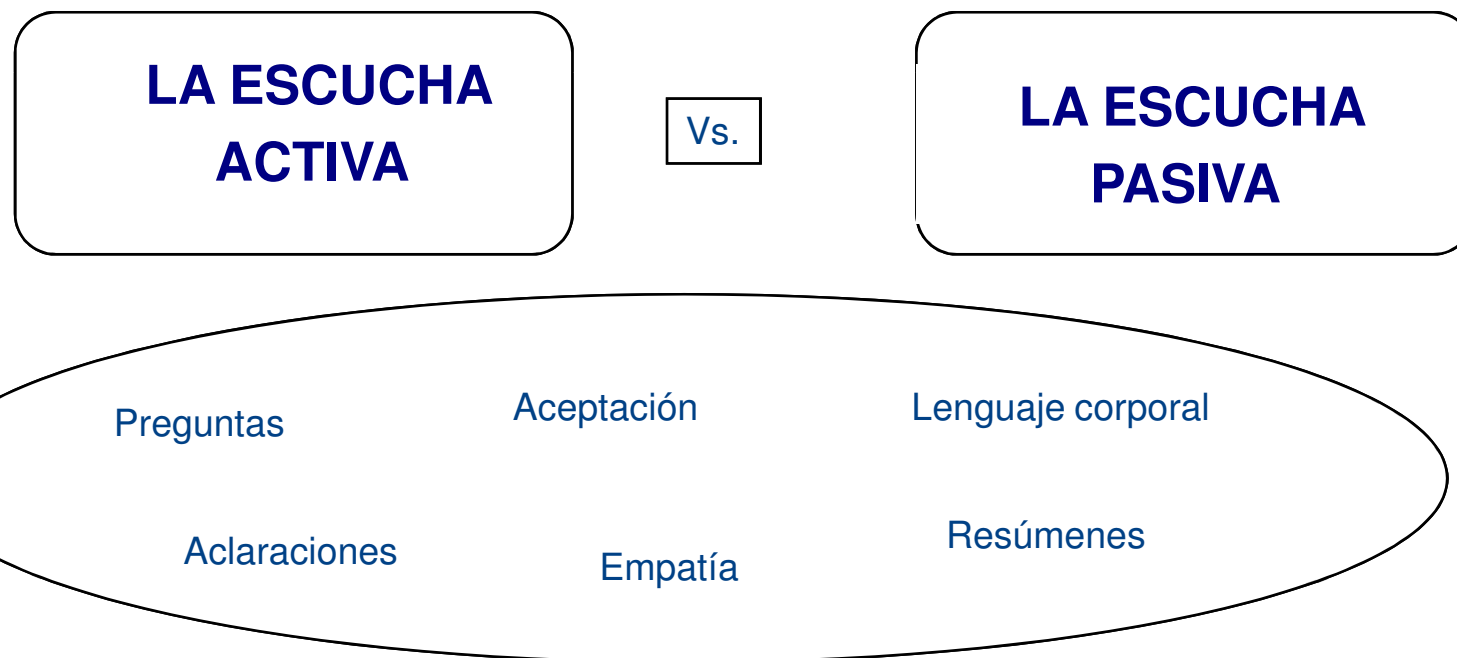 LA ESCUCHA
ACTIVA
Vs.
LA ESCUCHA
PASIVA
Preguntas
Aceptación
Lenguaje corporal
Aclaraciones
Empatía
Resúmenes